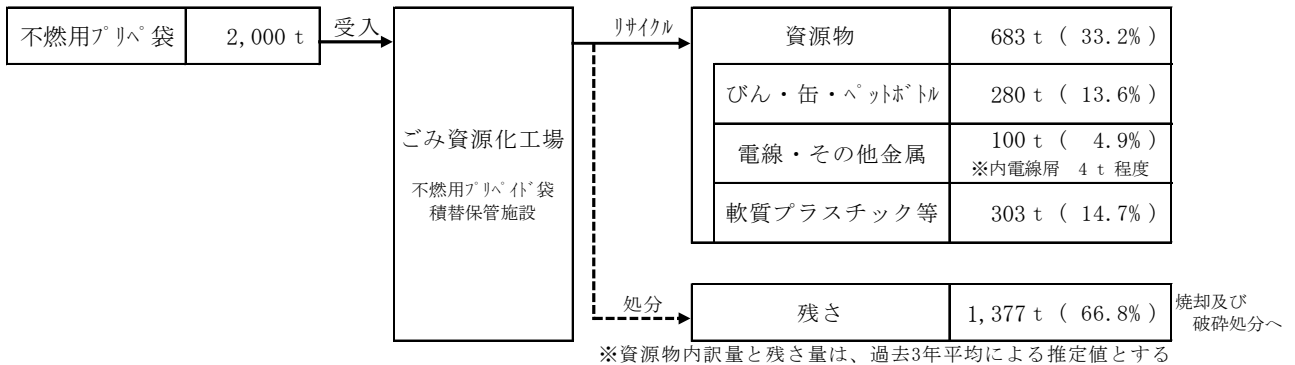 不燃用ﾌﾟﾘﾍﾟ袋 2,000 t 受入
ﾘｻｲｸﾙ
資源物 683 t ( 33.2% )
びん・缶・ﾍﾟｯﾄﾎﾞﾄﾙ 280 t ( 13.6% )
電線・その他金属 100 t ( 4.9% )
※内電線屑 4 t 程度
軟質プラスチック等 303 t ( 14.7% )
ごみ資源化工場
不燃用ﾌﾟﾘﾍﾟｲﾄﾞ袋
積替保管施設
処分
残さ 1,377 t ( 66.8% )
焼却及び
破砕処分へ
※資源物内訳量と残さ量は、過去3年平均による推定値とする